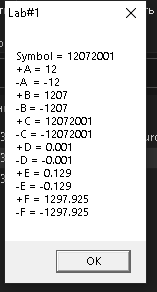 Lab#1
Symbol = 12072001
+A = 12
-A = -12
+B = 1207
-B = -1207
+C = 12072001
-C = -12072001
+D = 0.001
-D = -0.001
+E = 0.129
-E = -0.129
+F = 1297.925
-F = -1297.925
OK